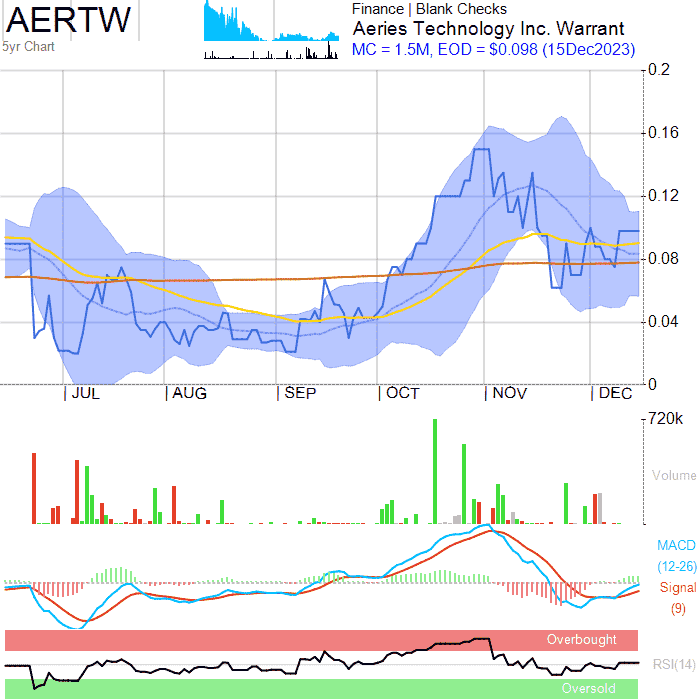 AERTW
5yr Chart
Finance | Blank Checks
Aeries Technology Inc. Warrant
MC = 1.5M, EOD = $0.098 (15Dec2023)
0.2
0.16
0.12
0.08
0.04
0
JUL AUG SEP OCT NOV DEC
720k
Volume
MACD
(12-26)
Signal
(9)
Overbought
RSI(14)
Oversold